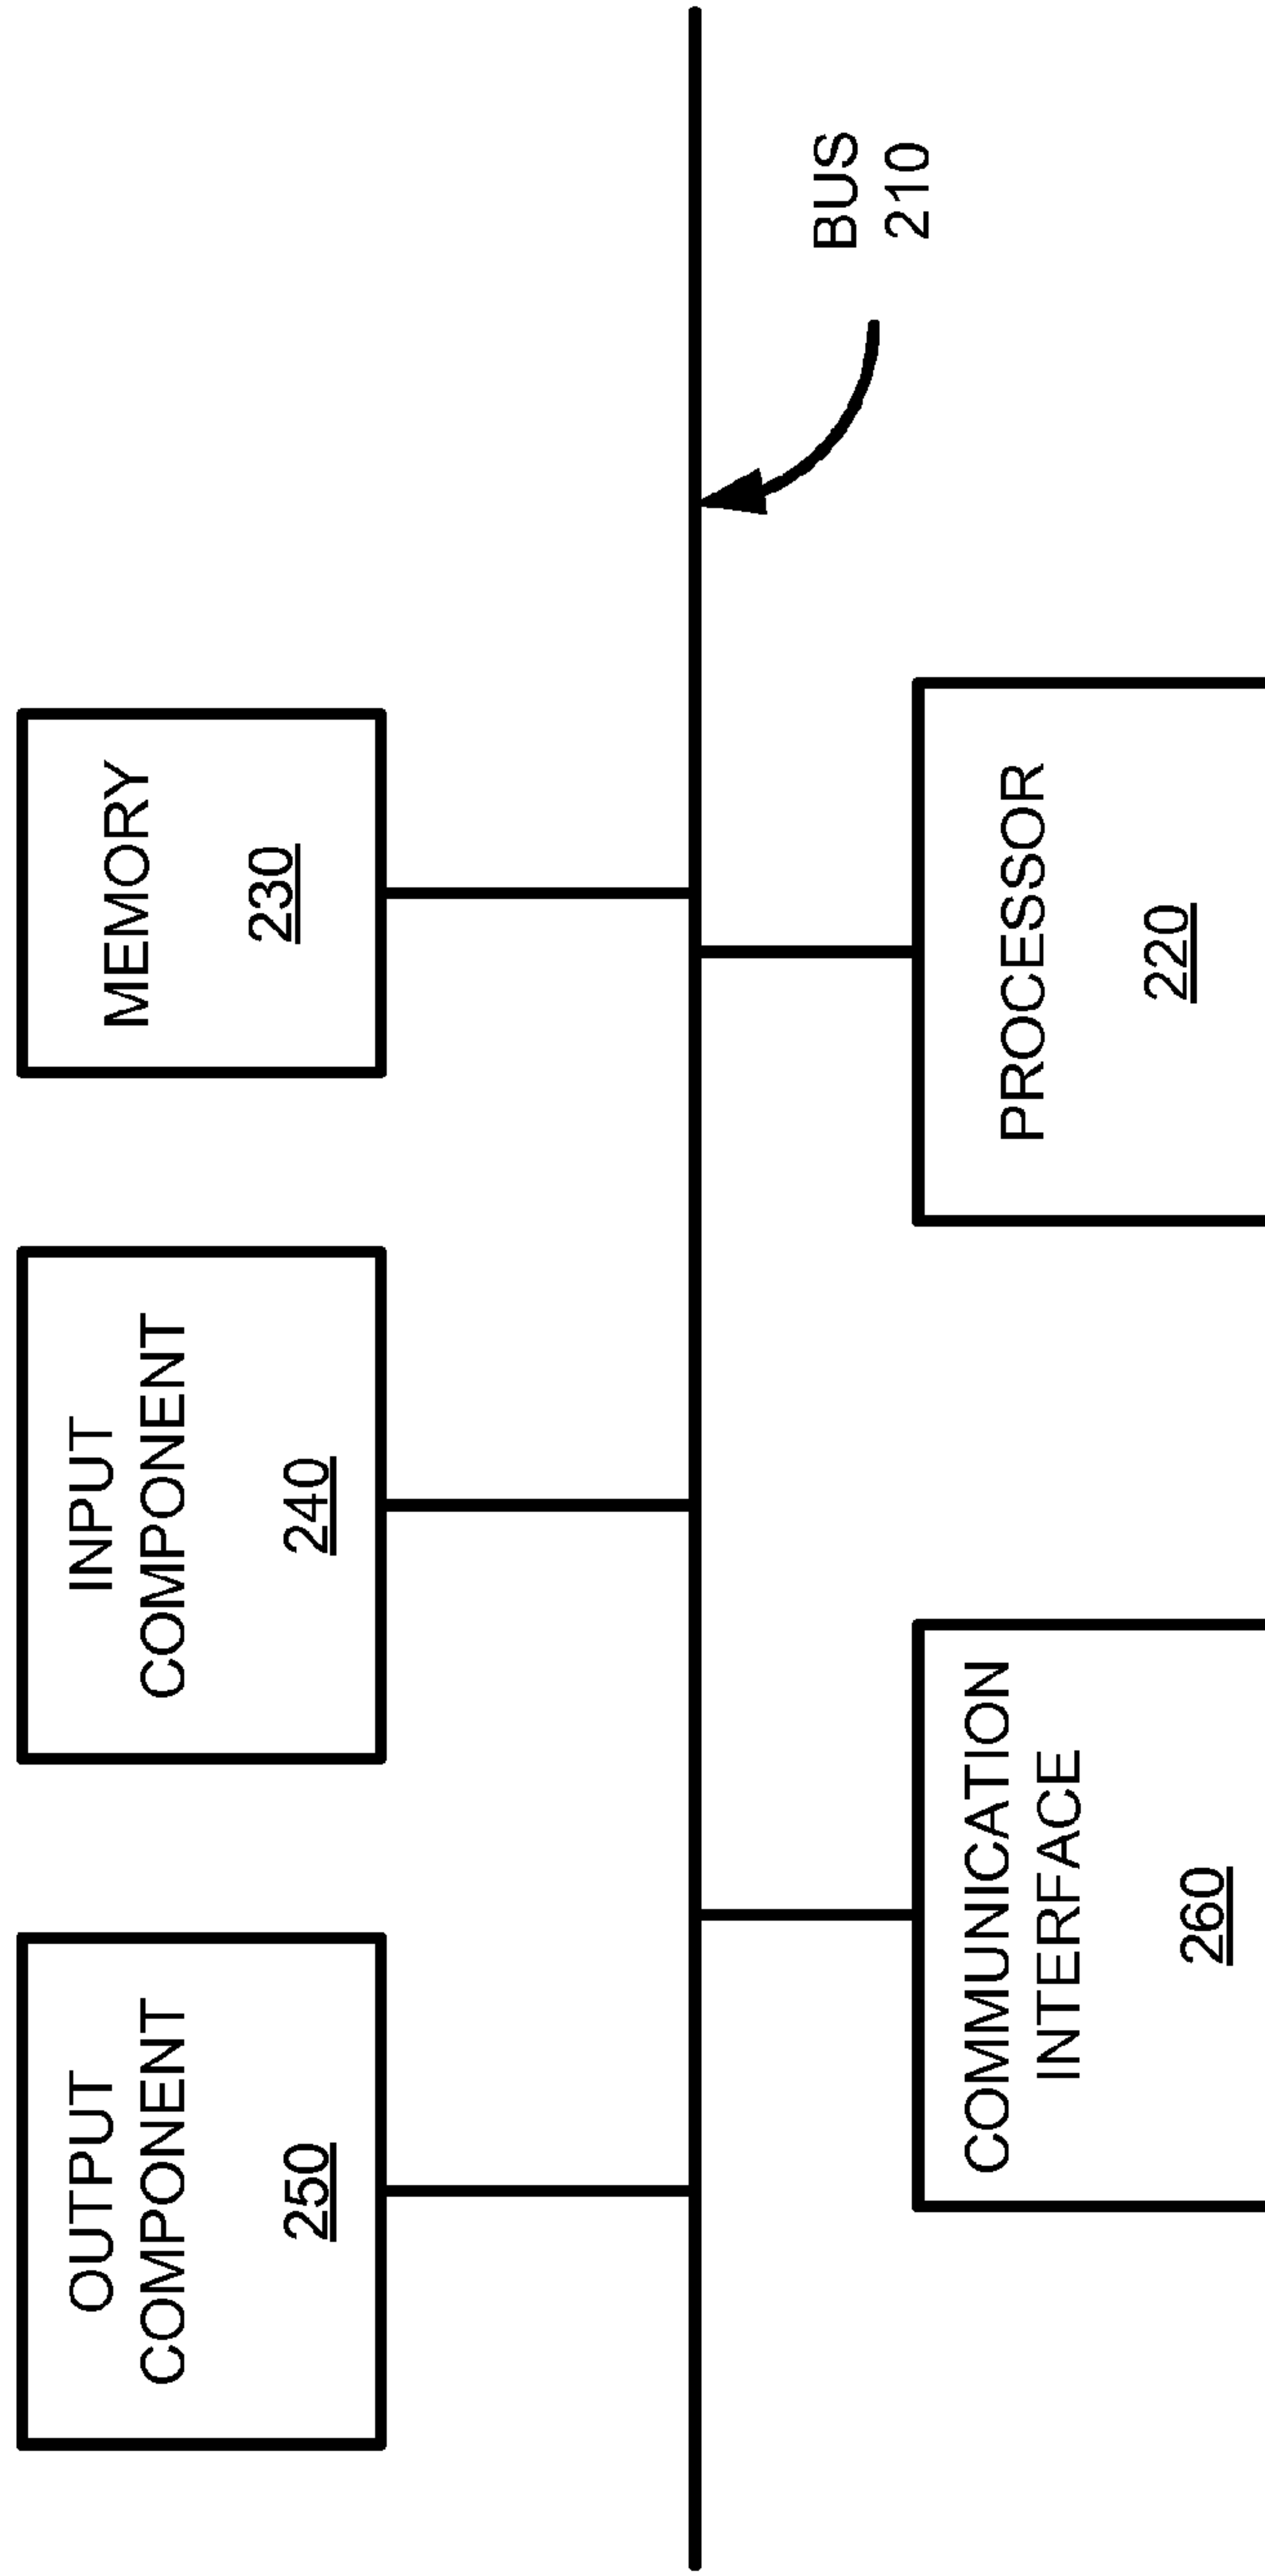 OUTPUT
COMPONENT
250
INPUT
COMPONENT
240
MEMORY
230
BUS
210
COMMUNICATION
INTERFACE
260
PROCESSOR
220